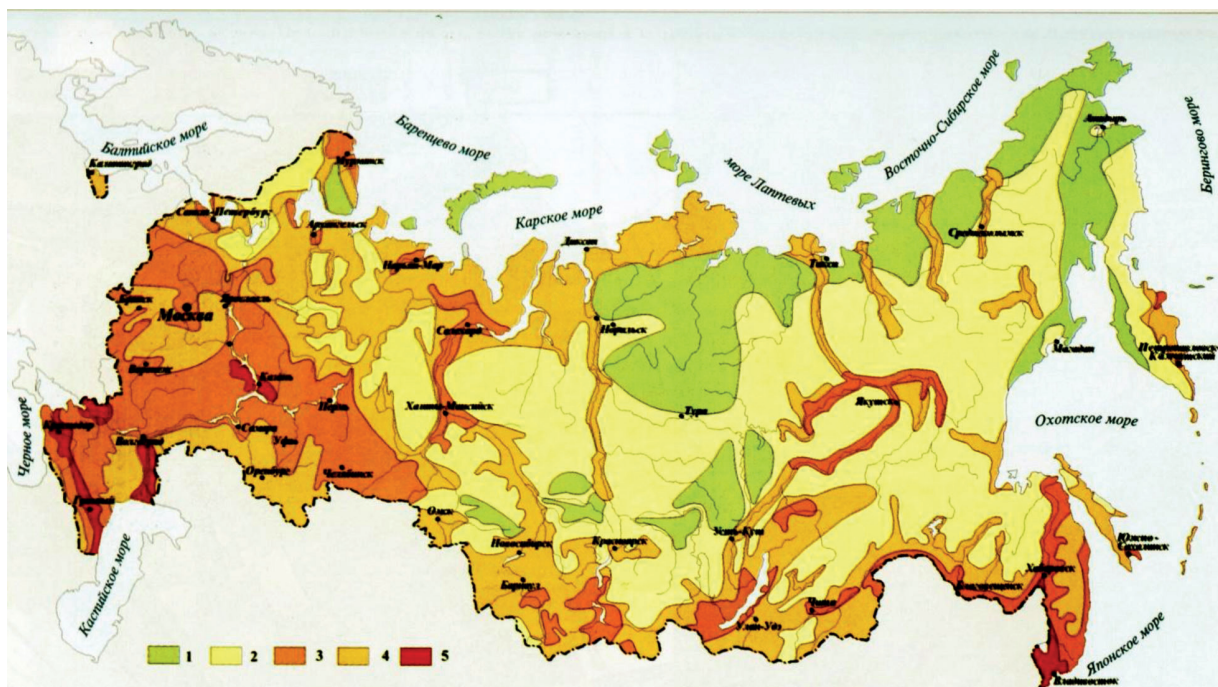 Балтийское море
Калининград
Баренцево море
Мурманск
Санкт-Петербург
Архангельск
Карское море
Диксон
море Лаптевых
Восточно-Сибирское море
Анадырь
Берингово море
Среднеколымск
Тикси
Нарьян-Мар
Салехард
Норильск
Магадан
Петропавловск-
Камчатский
Брянск
Москва
Ярославль
Воронеж
Казань
Пермь
Ханты-Мансийск
Тура
Якутск
Охотское море
Черное море
Краснодар
Самара
Уфа
Оренбург
Челябинск
Грозный
Омск
Новосибирск
Красноярск
Усть-Кут
Барнаул
Чита
Улан-Удэ
Благовещенск
Хабаровск
Южно-
Сахалинск
Каспийское море
Японское море
Владивосток
1 2 3 4 5